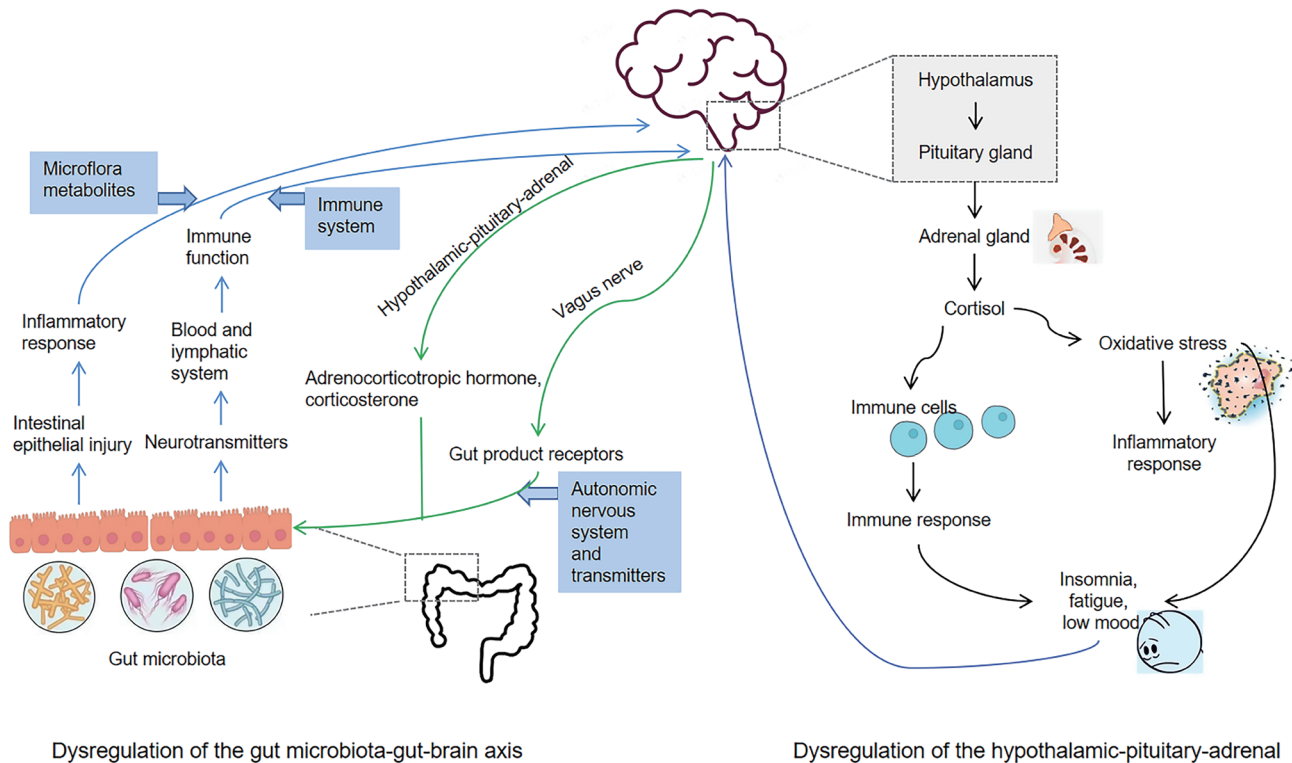 Hypothalamus
Pituitary gland
Microflora
metabolites
Immune
system
Immune
function
Hypothalamic-pituitary-adrenal
Vagus nerve
Adrenal gland
Cortisol
Inflammatory
response
Blood and
iymphatic
system
Oxidative stress
Adrenocorticotropic hormone,
corticosterone
Immune cells
Intestinal
epithelial injury
Neurotransmitters
Gut product receptors
Inflammatory
response
Autonomic
nervous
system
and
transmitters
Immune response
Insomnia,
fatigue,
low mood
Gut microbiota
Dysregulation of the gut microbiota-gut-brain axis
Dysregulation of the hypothalamic-pituitary-adrenal